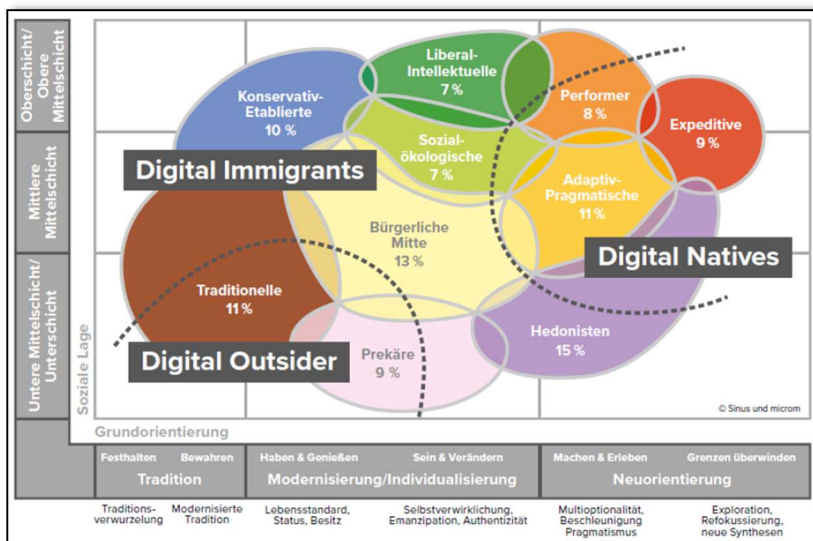 Oberschicht/
Obere
Mittelschicht
Mittlere
Mittelschicht
Untere Mittelschicht/
Unterschicht
Soziale Lage
Konservativ-
Etablierte
10 %
Liberal-
Intellektuelle
7 %
Performer
8 %
Expeditive
9 %
Sozial-
ökologische
7 %
Digital Immigrants
Adaptiv-
Pragmatische
11 %
Bürgerliche
Mitte
13 %
Digital Natives
Traditionelle
11 %
Hedonisten
15 %
Digital Outsider
Prekäre
9 %
© Sinus und microm
Grundorientierung
Festhalten
Bewahren
Tradition
Haben & Genießen
Sein & Verändern
Modernisierung/Individualisierung
Machen & Erleben
Grenzen überwinden
Neuorientierung
Traditions-
verwurzelung
Modernisierte
Tradition
Lebensstandard,
Status, Besitz
Selbstverwirklichung,
Emanzipation, Authentizität
Multioptionalität,
Beschleunigung
Pragmatismus
Exploration,
Refokussierung,
neue Synthesen